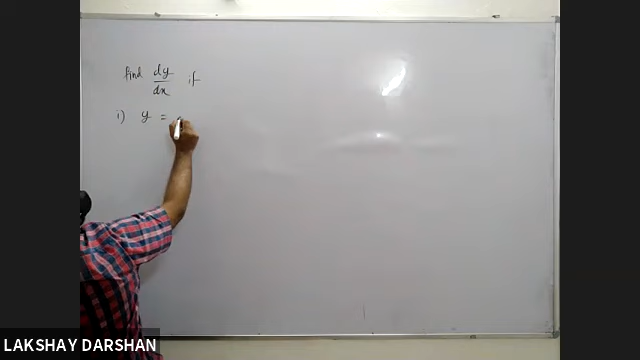 find dy/dx if
i) y =
LAKSHAY DARSHAN